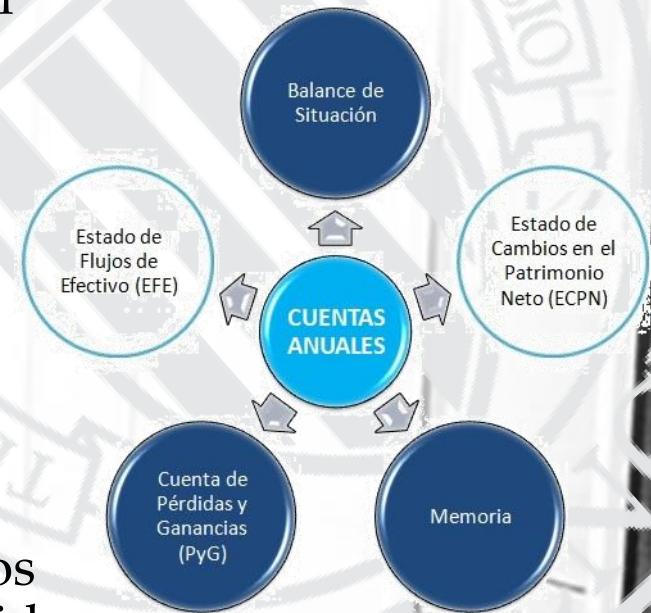 Balance de
Situación
Estado de
Flujos de
Efectivo (EFE)
Estado de
Cambios en el
Patrimonio
Neto (ECPN)
CUENTAS
ANUALES
Cuenta de
Pérdidas y
Ganancias
(PyG)
Memoria
os